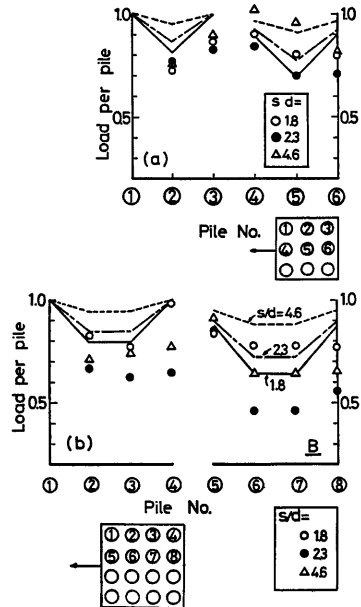 1.0 1.0
Load per pile
0.5 0.5
s d=
○ 1.8
● 2.3
△ 4.6
(a)
① ② ③ ④ ⑤ ⑥
Pile No.
① ② ③
④ ⑤ ⑥
1.0 1.0
Load per pile
s/d=4.6
2.3
1.8
0.5 0.5
(b)
B
① ② ③ ④ ⑤ ⑥ ⑦ ⑧
Pile No.
① ② ③ ④
⑤ ⑥ ⑦ ⑧
s/d=
○ 1.8
● 2.3
△ 4.6